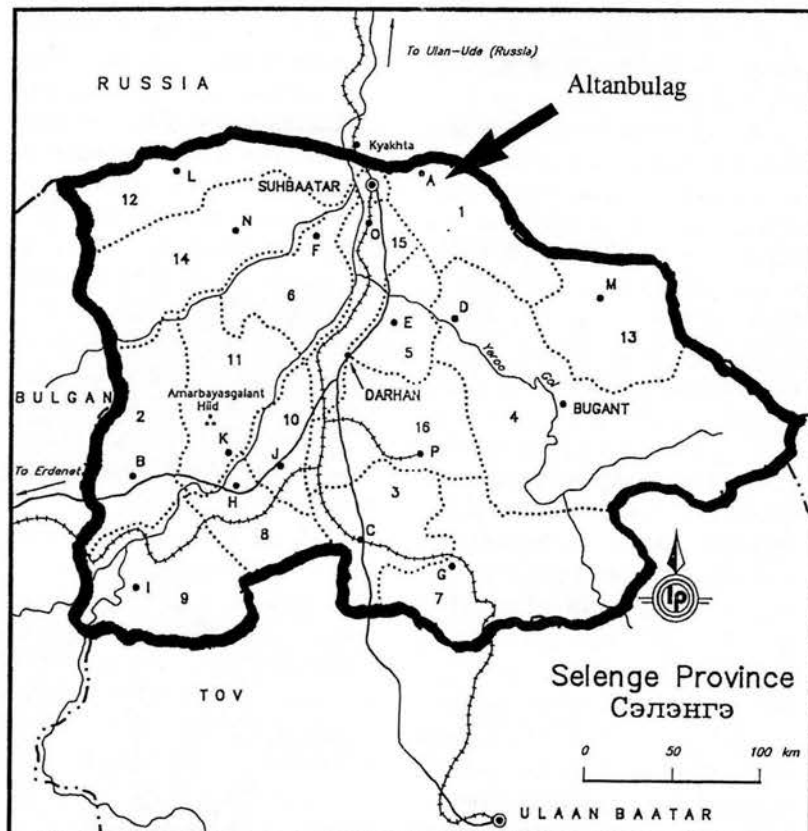 To Ulan-Ude (Russia)
RUSSIA
Altanbulag
Kyakhta
L
A
12
SUHBAATAR
1
N
O
F
15
14
M
6
D
E
13
11
5
Yeroo
Gol
BULGAN
Amarbayasgalant
Hiid
DARHAN
2
10
4
BUGANT
16
K
J
P
B
To Erdenet
H
3
8
C
G
I
9
7
lp
Selenge Province
Сэлэнгэ
TOV
0 50 100 km
ULAAN BAATAR